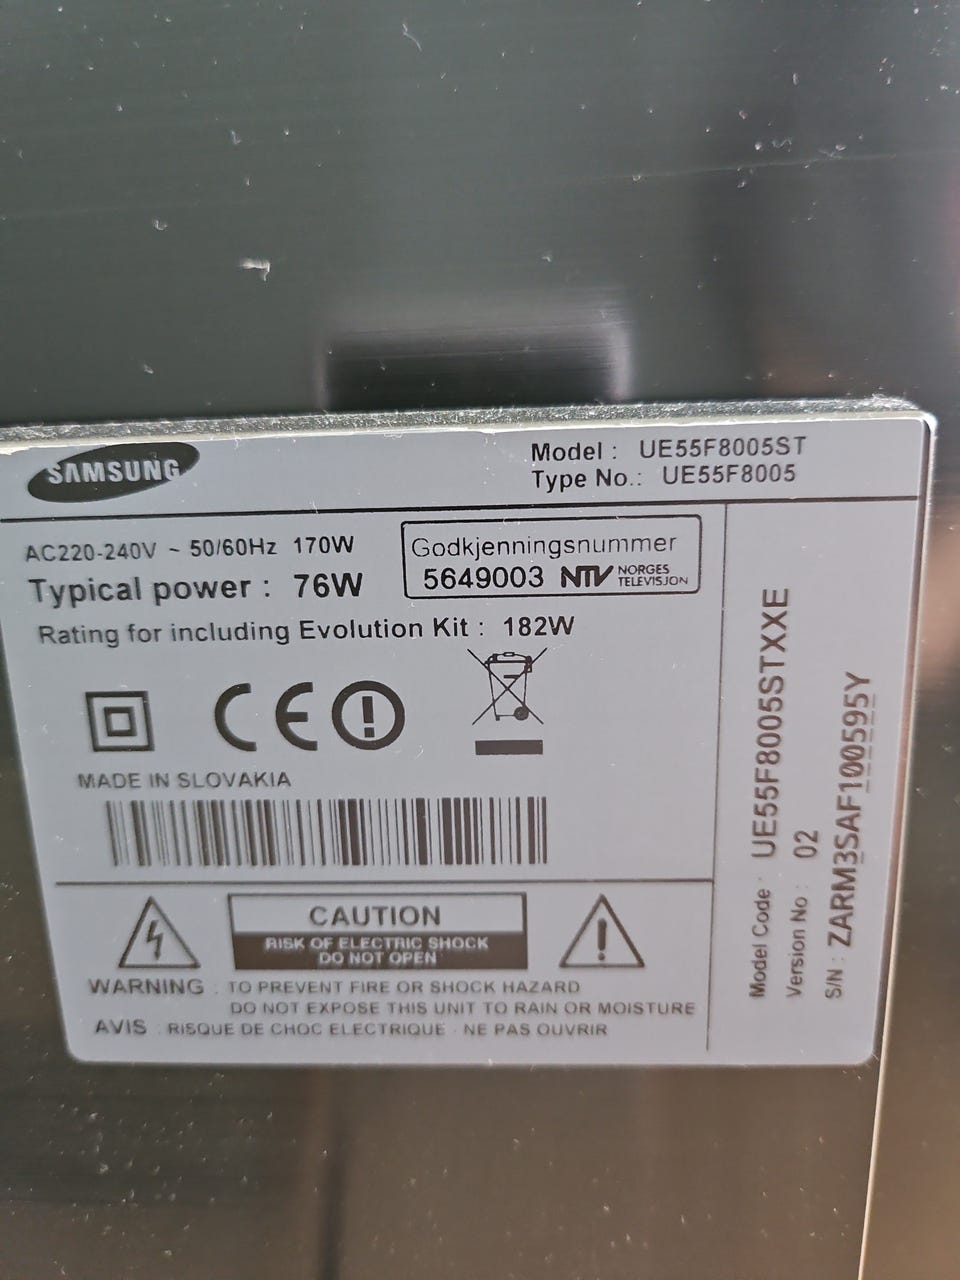 SAMSUNG
Model : UE55F8005ST
Type No.: UE55F8005
AC220-240V ~ 50/60Hz 170W
Typical power : 76W
Rating for including Evolution Kit : 182W
Godkjenningsnummer
5649003 NTV NORGES TELEVISJON
CE
MADE IN SLOVAKIA
CAUTION
RISK OF ELECTRIC SHOCK
DO NOT OPEN
WARNING : TO PREVENT FIRE OR SHOCK HAZARD
DO NOT EXPOSE THIS UNIT TO RAIN OR MOISTURE
AVIS : RISQUE DE CHOC ELECTRIQUE - NE PAS OUVRIR
Model Code : UE55F8005STXXE
Version No : 02
S/N : ZARM3SAF100595Y